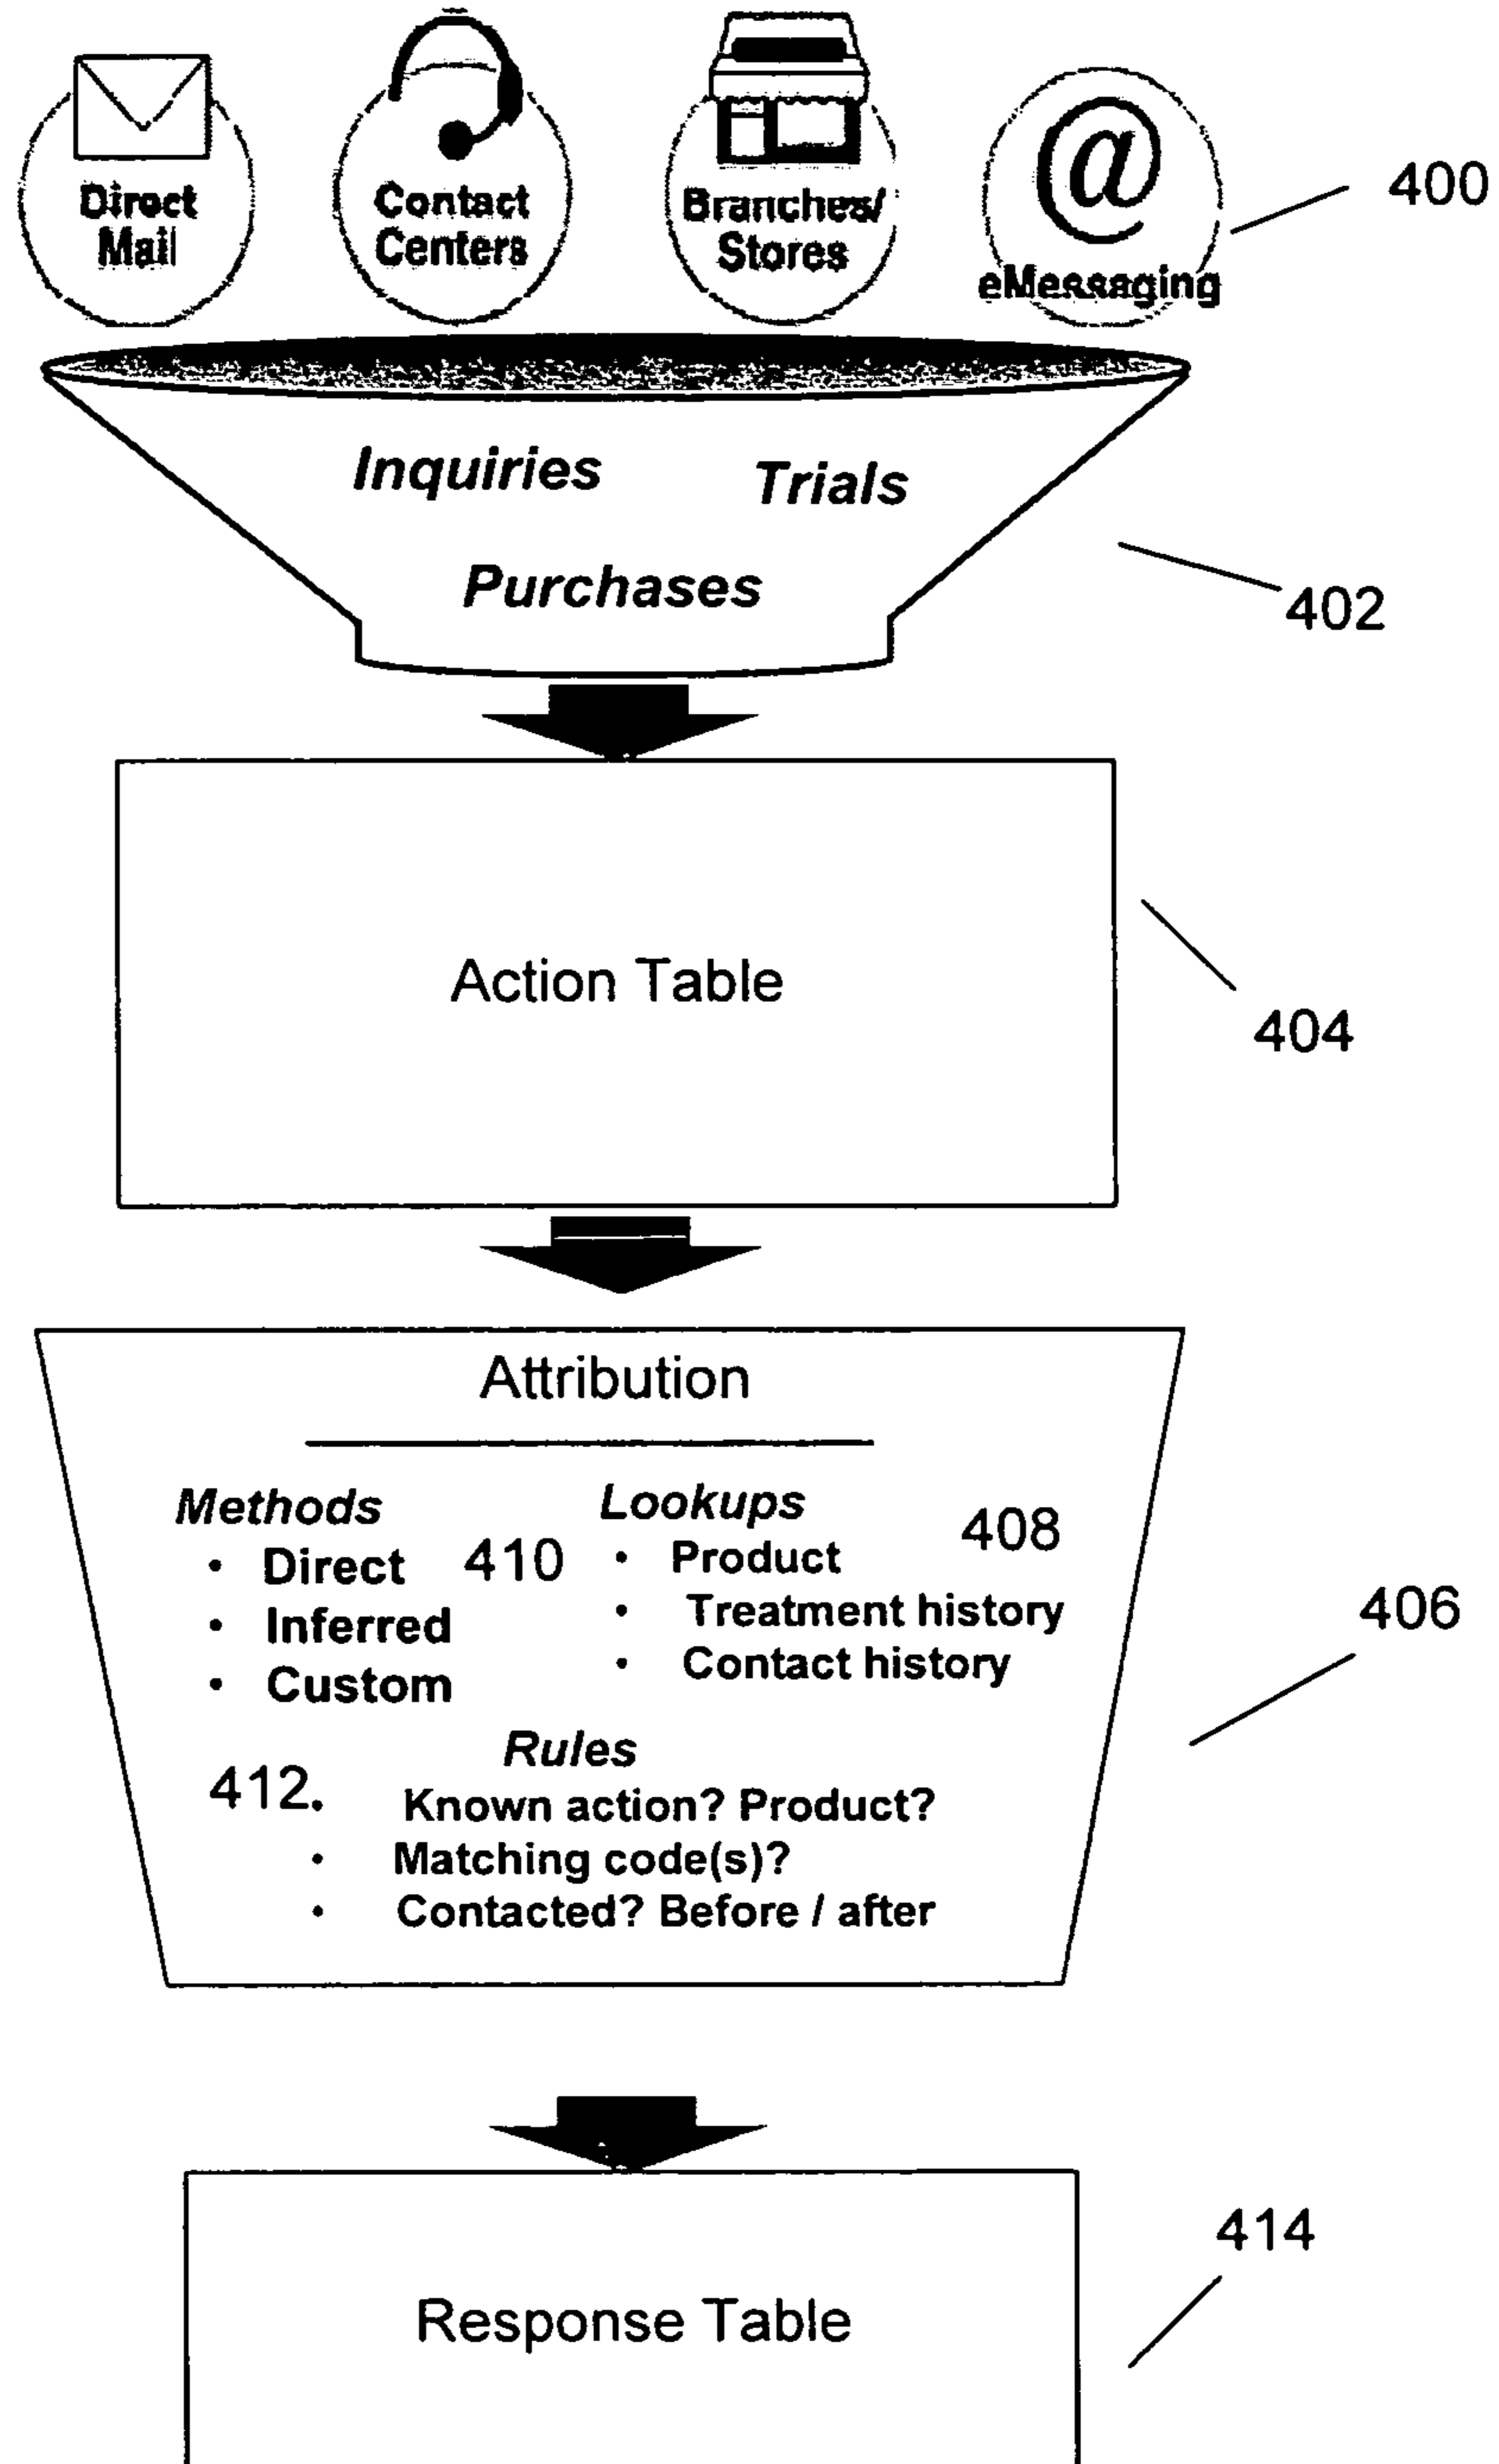 Direct
Mail
Contact
Centers
Branches/
Stores
@
eMessaging
400
Inquiries
Trials
Purchases
402
Action Table
404
Attribution
Methods
• Direct
• Inferred
• Custom
410
Lookups
• Product
• Treatment history
• Contact history
408
406
Rules
412
• Known action? Product?
• Matching code(s)?
• Contacted? Before / after
Response Table
414